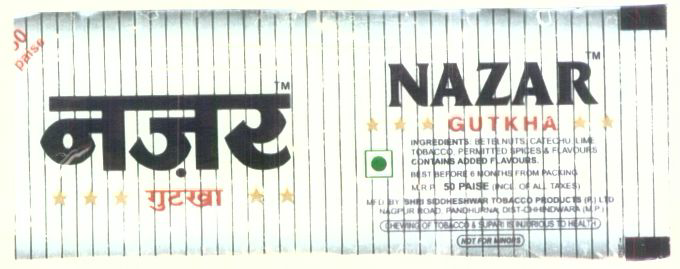 50
paise
नज़र
TM
गुटखा
NAZAR
TM
GUTKHA
INGREDIENTS: BETELNUTS, CATECHU, LIME
TOBACCO, PERMITTED SPICES & FLAVOURS
CONTAINS ADDED FLAVOURS.
BEST BEFORE 6 MONTHS FROM PACKING
M.R.P. 50 PAISE (INCL. OF ALL TAXES)
MFD. BY SHRI SIDDHESHWAR TOBACCO PRODUCTS (P.) LTD
NAGPUR ROAD, PANDHURNA, DIST-CHHINDWARA (M.P.)
CHEWING OF TOBACCO & SUPARI IS INJURIOUS TO HEALTH
NOT FOR MINORS